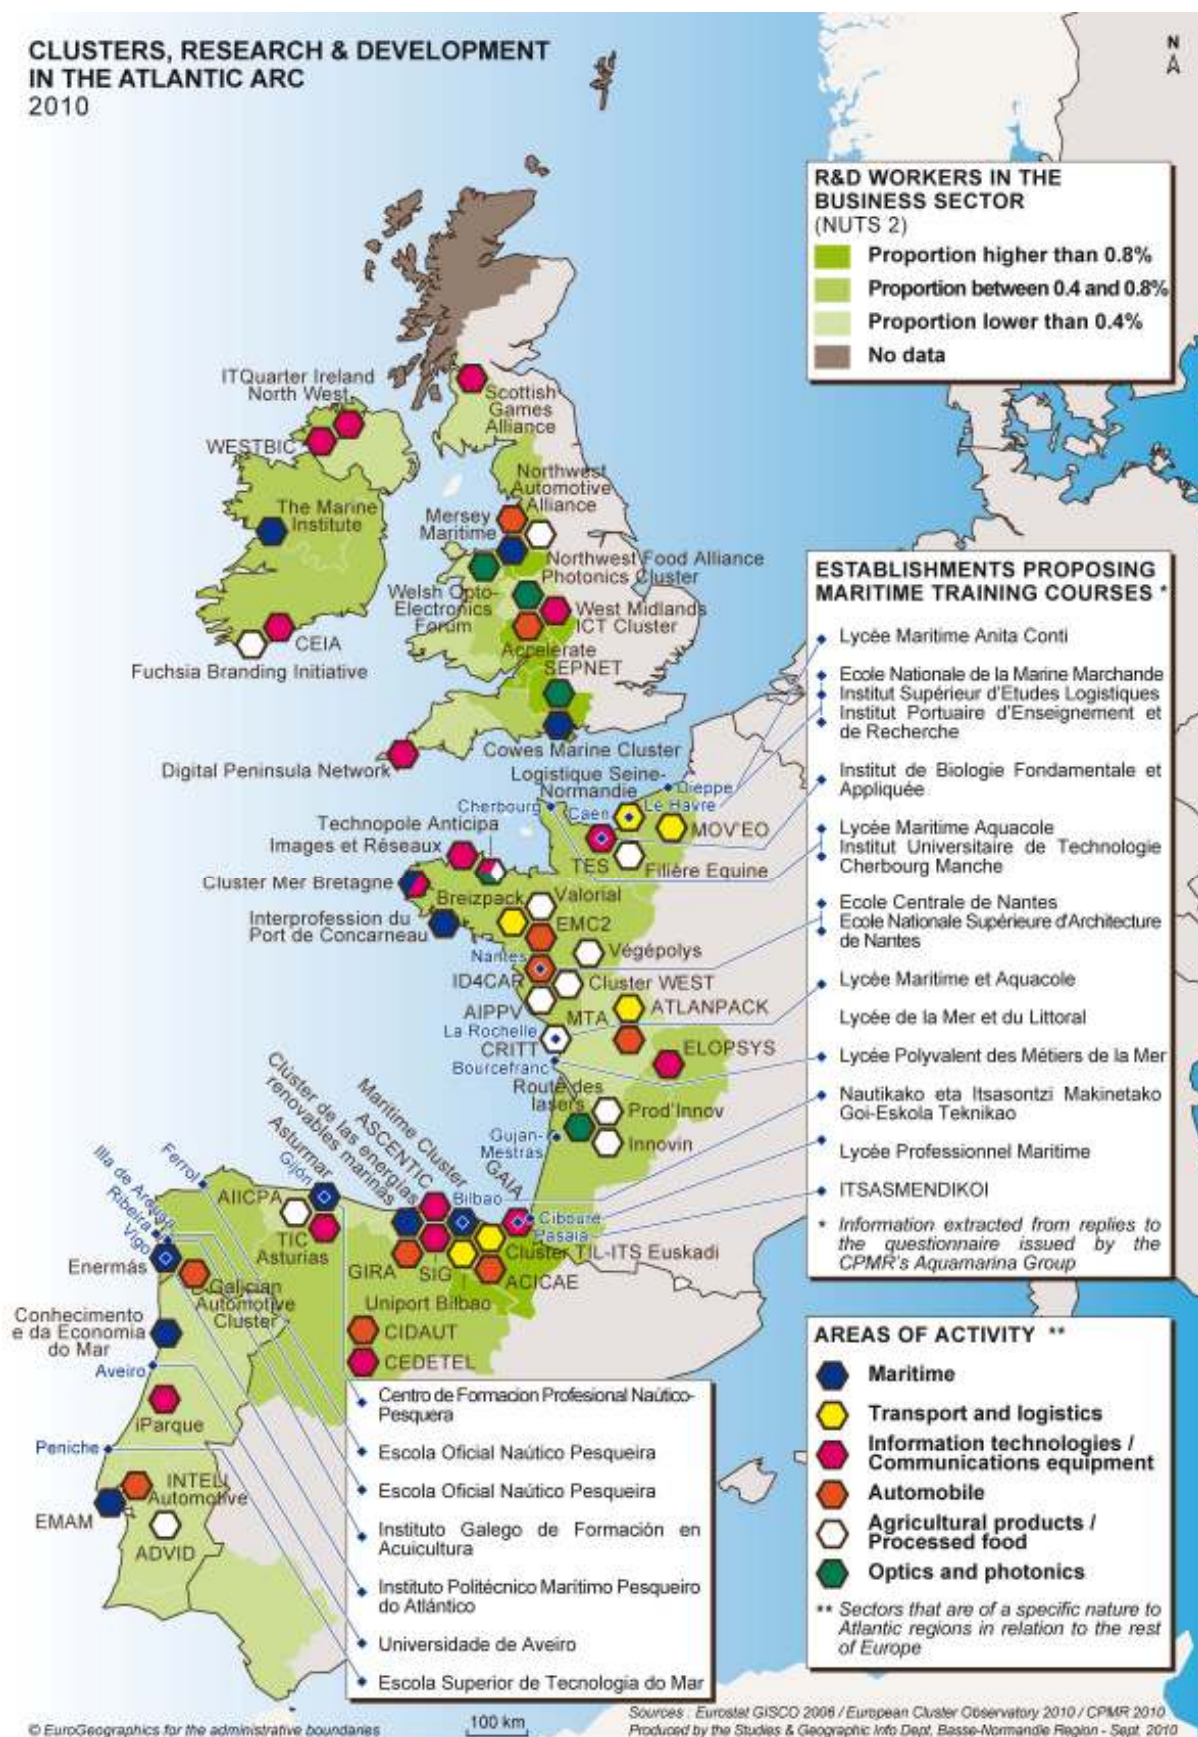 CLUSTERS, RESEARCH & DEVELOPMENT
IN THE ATLANTIC ARC
2010
N
R&D WORKERS IN THE
BUSINESS SECTOR
(NUTS 2)
Proportion higher than 0.8%
Proportion between 0.4 and 0.8%
Proportion lower than 0.4%
No data
ITQuarter Ireland
North West
WESTBIC
Scottish
Games
Alliance
The Marine
Institute
Northwest
Automotive
Alliance
Mersey
Maritime
Northwest Food Alliance
Photonics Cluster
Welsh Opto-
Electronics
Forum
West Midlands
ICT Cluster
Accelerate
SEPNET
CEIA
Fuchsia Branding Initiative
Cowes Marine Cluster
Digital Peninsula Network
Logistique Seine-
Normandie
Dieppe
Cherbourg
Caen
Le Havre
MOV'EO
TES
Filière Equine
Technopole Anticipa
Images et Réseaux
Cluster Mer Bretagne
Breizpack
Valorial
Interprofession du
Port de Concarneau
EMC2
Nantes
Végépolys
ID4CAR
Cluster WEST
AIPPV
MTA
ATLANPACK
La Rochelle
CRITT
ELOPSYS
Bourcefranc
Route des
lasers
Prod'Innov
Gujan-
Mestras
Innovin
Maritime Cluster
ASCENTIC
Cluster de las energías
renovables marinas
Asturmar
GAIA
Bilbao
Ciboure
Pasaia
Gijón
Ferrol
Illa de Arousa
Ribeira
Vigo
AIICPA
TIC
Asturias
GIRA
SIG
Cluster TIL-ITS Euskadi
ACICAE
Uniport Bilbao
Enermás
Galician
Automotive
Cluster
CIDAUT
CEDETEL
Conhecimento
e da Economia
do Mar
Aveiro
iParque
Peniche
INTELI
Automotive
EMAM
ADVID
ESTABLISHMENTS PROPOSING
MARITIME TRAINING COURSES *
Lycée Maritime Anita Conti
Ecole Nationale de la Marine Marchande
Institut Supérieur d'Etudes Logistiques
Institut Portuaire d'Enseignement et
de Recherche
Institut de Biologie Fondamentale et
Appliquée
Lycée Maritime Aquacole
Institut Universitaire de Technologie
Cherbourg Manche
Ecole Centrale de Nantes
Ecole Nationale Supérieure d'Architecture
de Nantes
Lycée Maritime et Aquacole
Lycée de la Mer et du Littoral
Lycée Polyvalent des Métiers de la Mer
Nautikako eta Itsasontzi Makinetako
Goi-Eskola Teknikao
Lycée Professionnel Maritime
ITSASMENDIKOI
* Information extracted from replies to
the questionnaire issued by the
CPMR's Aquamarina Group
Centro de Formacion Profesional Naútico-
Pesquera
Escola Oficial Naútico Pesqueira
Escola Oficial Naútico Pesqueira
Instituto Galego de Formación en
Acuicultura
Instituto Politécnico Marítimo Pesqueiro
do Atlántico
Universidade de Aveiro
Escola Superior de Tecnologia do Mar
AREAS OF ACTIVITY **
Maritime
Transport and logistics
Information technologies /
Communications equipment
Automobile
Agricultural products /
Processed food
Optics and photonics
** Sectors that are of a specific nature to
Atlantic regions in relation to the rest
of Europe
© EuroGeographics for the administrative boundaries
100 km
Sources : Eurostat GISCO 2006 / European Cluster Observatory 2010 / CPMR 2010
Produced by the Studies & Geographic Info Dept, Basse-Normandie Region - Sept. 2010